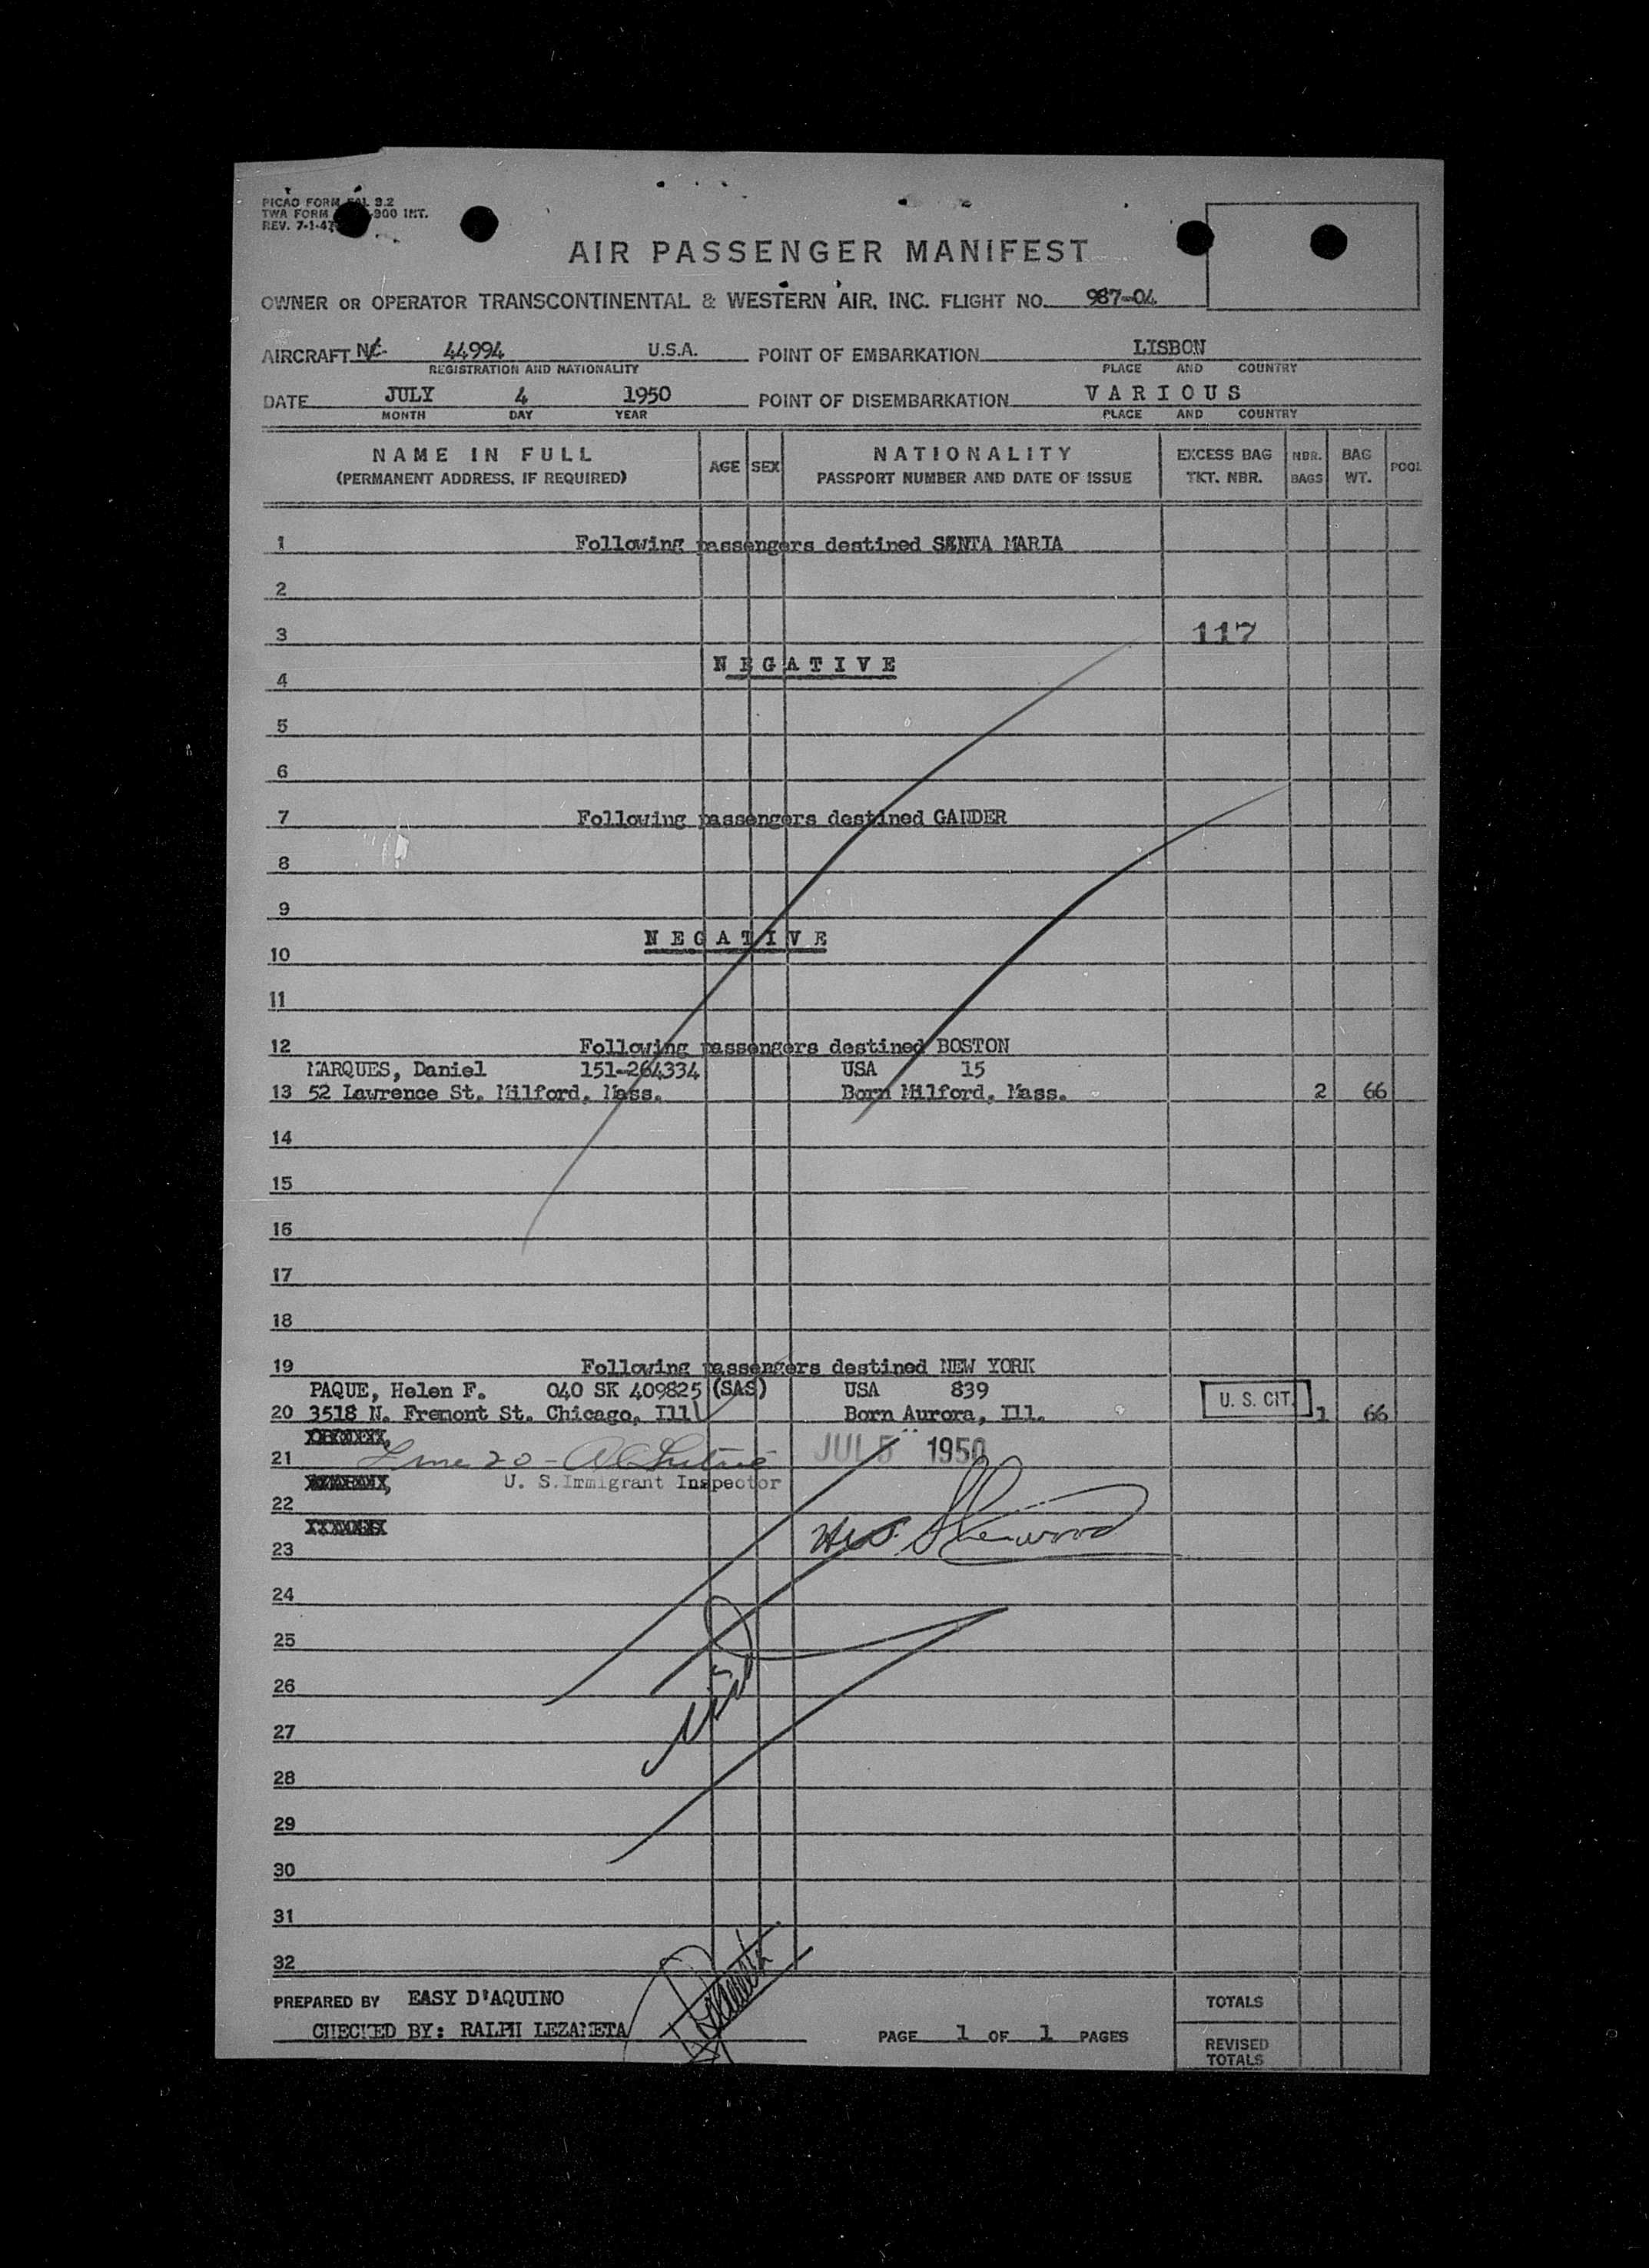 PICAO FORM FAL 9.2
TWA FORM -900 INT.
REV. 7-1-47
AIR PASSENGER MANIFEST
OWNER OR OPERATOR TRANSCONTINENTAL & WESTERN AIR, INC. FLIGHT NO. 987-04
AIRCRAFT NC 44994 U.S.A. POINT OF EMBARKATION LISBON
REGISTRATION AND NATIONALITY PLACE AND COUNTRY
DATE JULY 4 1950 POINT OF DISEMBARKATION VARIOUS
MONTH DAY YEAR PLACE AND COUNTRY
NAME IN FULL AGE SEX NATIONALITY EXCESS BAG NBR. BAG POOL
(PERMANENT ADDRESS, IF REQUIRED) PASSPORT NUMBER AND DATE OF ISSUE TKT. NBR. BAGS WT.
1 Following passengers destined SANTA MARIA
2
3 117
NEGATIVE
4
5
6
7 Following passengers destined GANDER
8
9
NEGATIVE
10
11
12 Following passengers destined BOSTON
MARQUES, Daniel 151-264334 USA 15
13 52 Lawrence St. Milford, Mass. Born Milford, Mass. 2 66
14
15
16
17
18
19 Following passengers destined NEW YORK
PAQUE, Helen F. 040 SK 409825 (SAS) USA 839
20 3518 N. Fremont St. Chicago, Ill Born Aurora, Ill. U. S. CIT. 1 66
21 Line 20 - JUL 5 1950
U. S. Immigrant Inspector
22
Sherwood
23
24
25
26
Nil
27
28
29
30
31
32
PREPARED BY EASY D'AQUINO TOTALS
CHECKED BY: RALPH LEZAMETA PAGE 1 OF 1 PAGES REVISED TOTALS